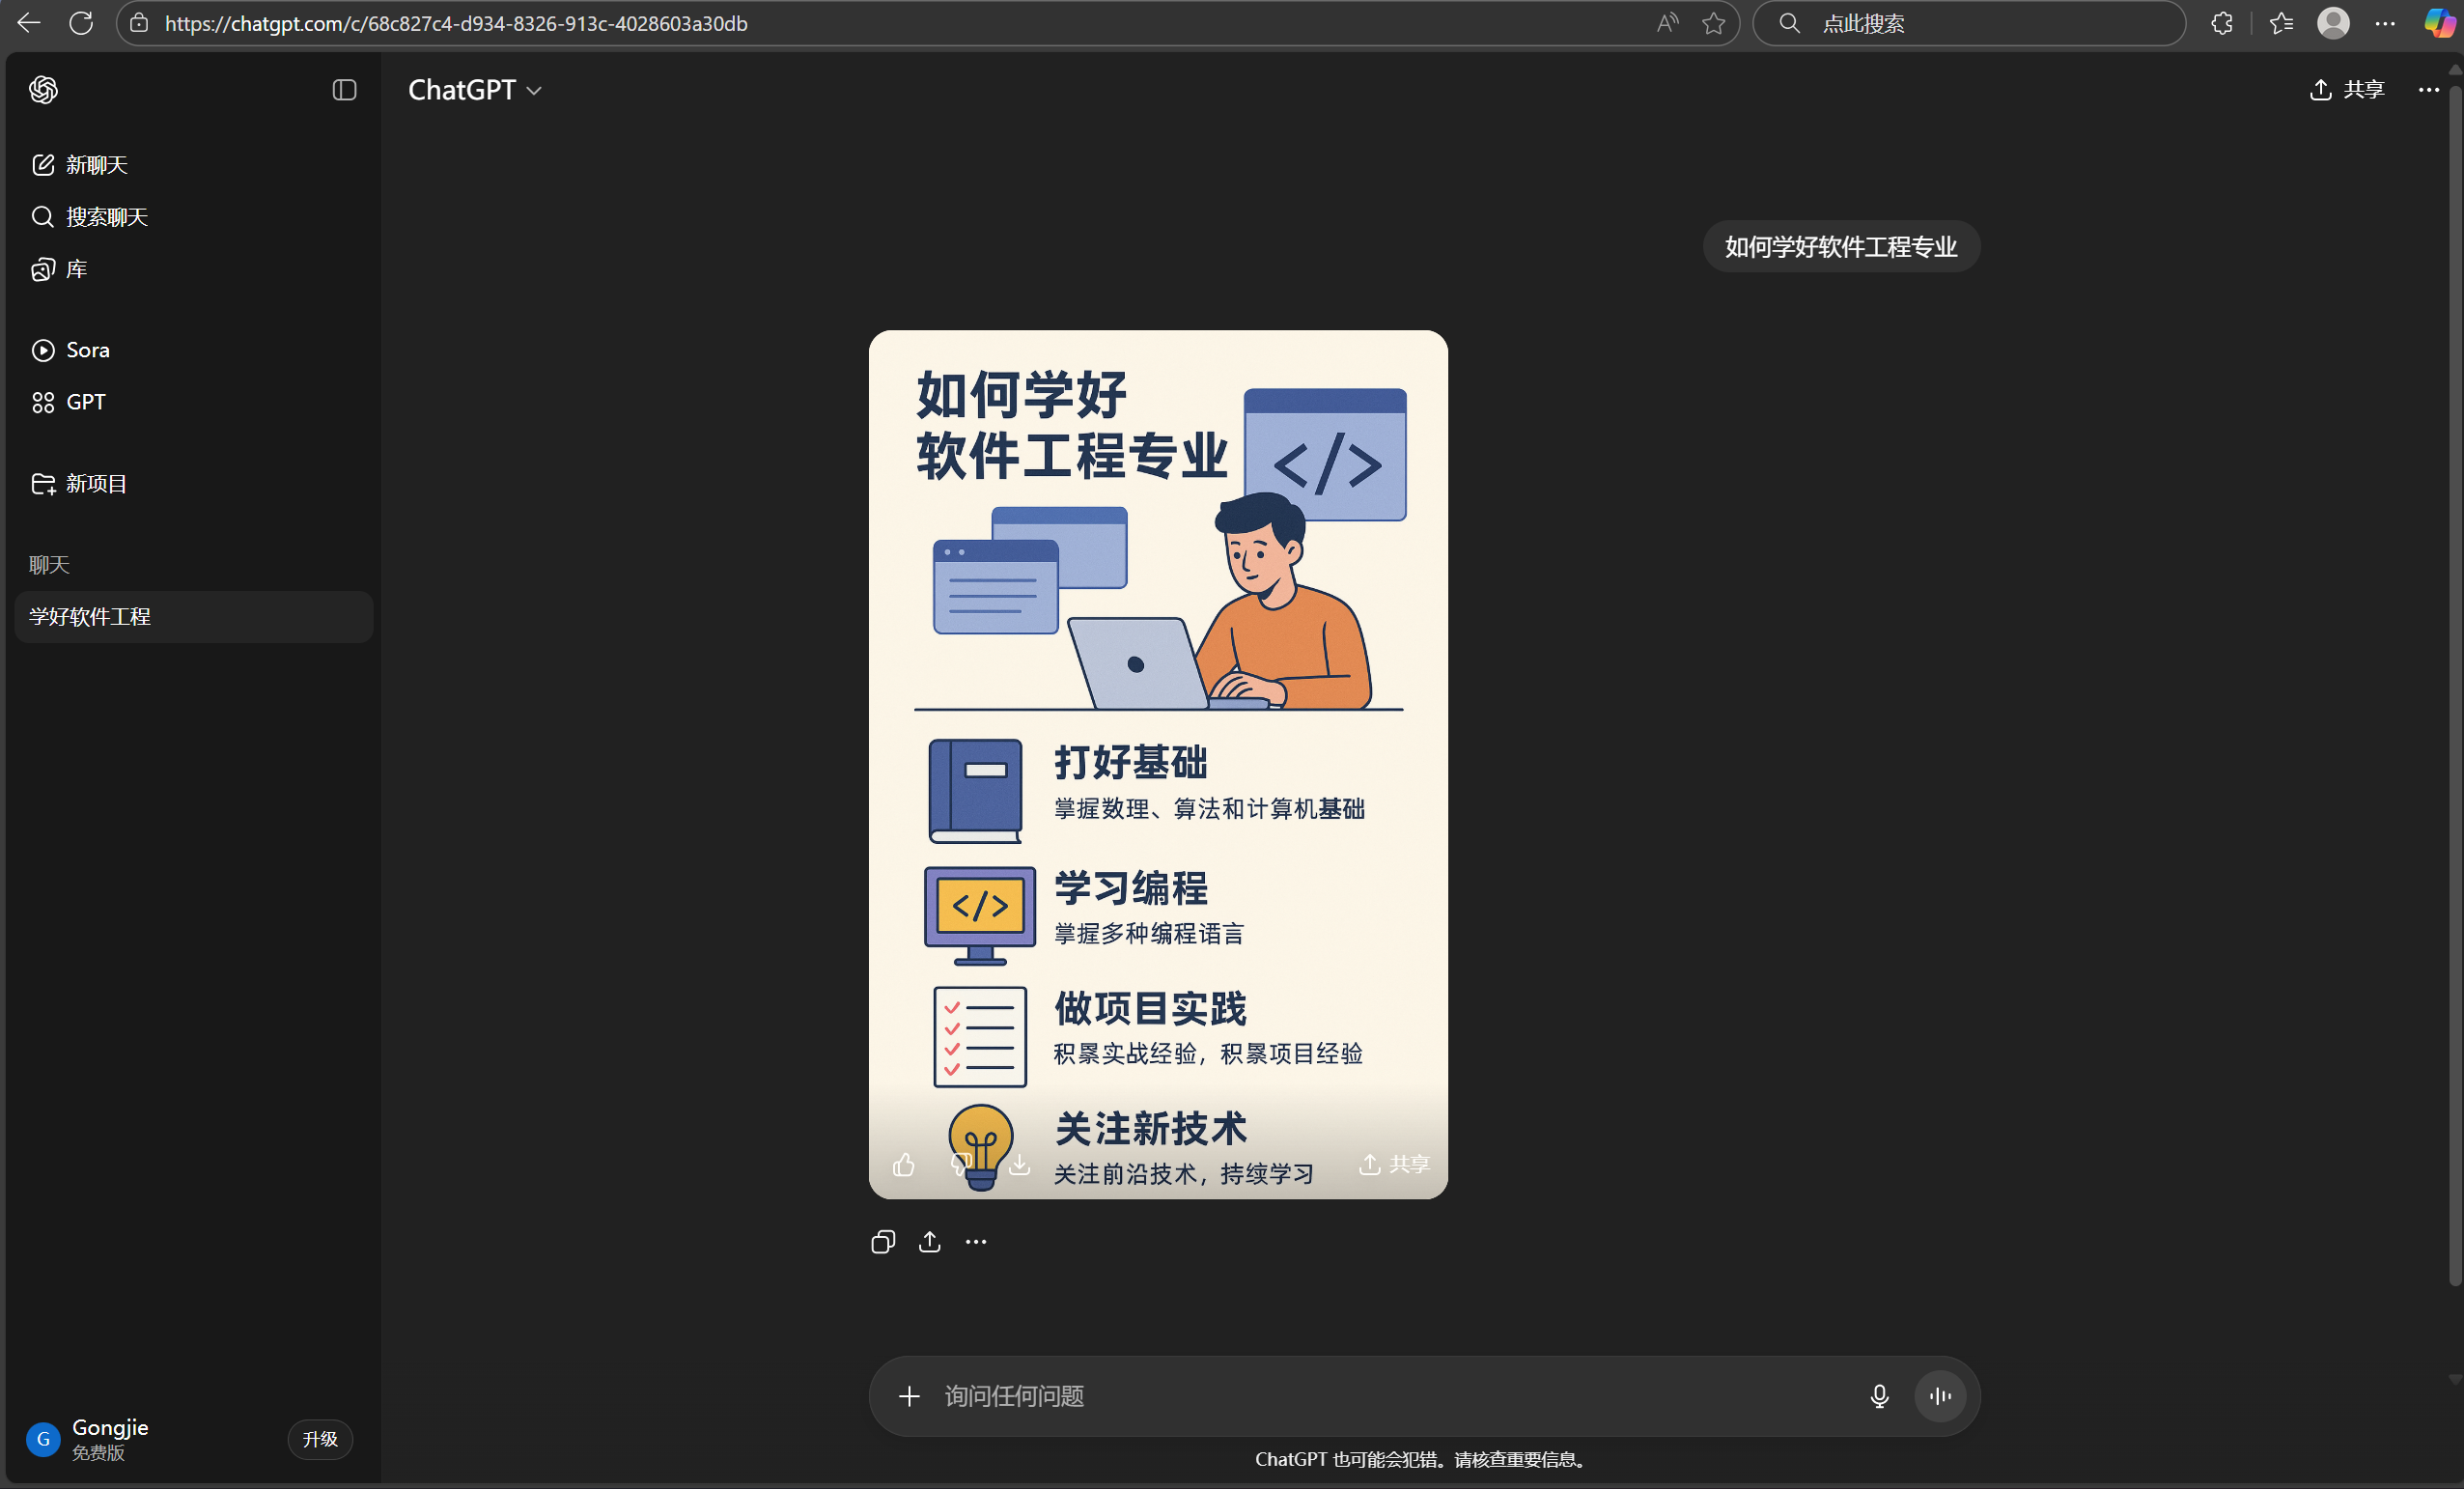 https://chatgpt.com/c/68c827c4-d934-8326-913c-4028603a30db
点此搜索
ChatGPT
共享
新聊天
搜索聊天
库
Sora
GPT
新项目
聊天
学好软件工程
如何学好软件工程专业
如何学好
软件工程专业
</>
打好基础
掌握数理、算法和计算机基础
</>
学习编程
掌握多种编程语言
做项目实践
积累实战经验，积累项目经验
关注新技术
关注前沿技术，持续学习
共享
询问任何问题
G
Gongjie
免费版
升级
ChatGPT 也可能会犯错。请核查重要信息。